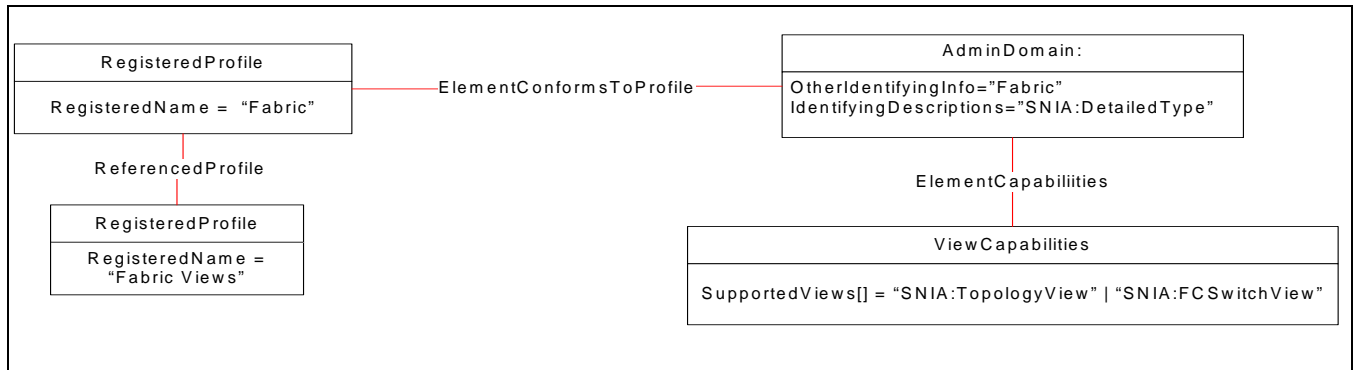 RegisteredProfile
RegisteredName = “Fabric”
ElementConformsToProfile
AdminDomain:
OtherIdentifyingInfo=”Fabric”
IdentifyingDescriptions=”SNIA:DetailedType”
ReferencedProfile
ElementCapabiliities
RegisteredProfile
RegisteredName =
“Fabric Views”
ViewCapabilities
SupportedViews[] = “SNIA:TopologyView” | “SNIA:FCSwitchView”